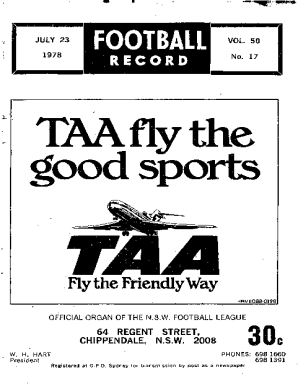 JULY 23
1978
FOOTBALL
RECORD
VOL. 50
No. 17
TAA fly the
good sports
TAA
Fly the Friendly Way
OFFICIAL ORGAN OF THE N.S.W. FOOTBALL LEAGUE
64 REGENT STREET,
CHIPPENDALE, N.S.W. 2008
30c
W. H. HART
President
PHONES: 698 1660
698 1391
Registered at G.P.O. Sydney for transmission by post as a newspaper